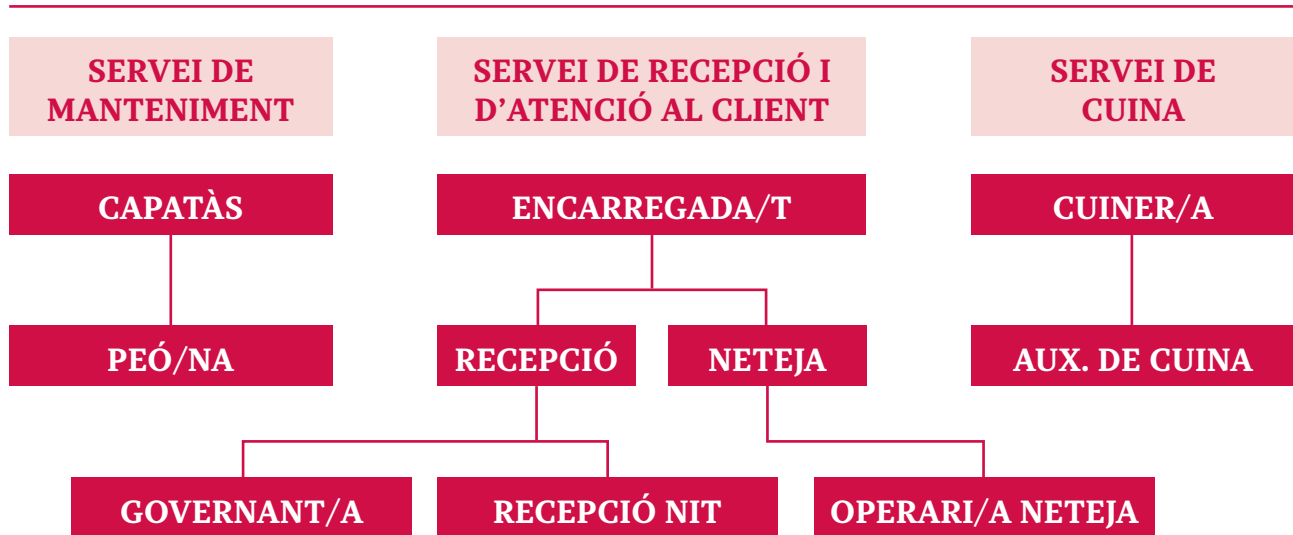 SERVEI DE
MANTENIMENT
SERVEI DE RECEPCIÓ I
D’ATENCIÓ AL CLIENT
SERVEI DE
CUINA
CAPATÀS
ENCARREGADA/T
CUINER/A
PEÓ/NA
RECEPCIÓ
NETEJA
AUX. DE CUINA
GOVERNANT/A
RECEPCIÓ NIT
OPERARI/A NETEJA